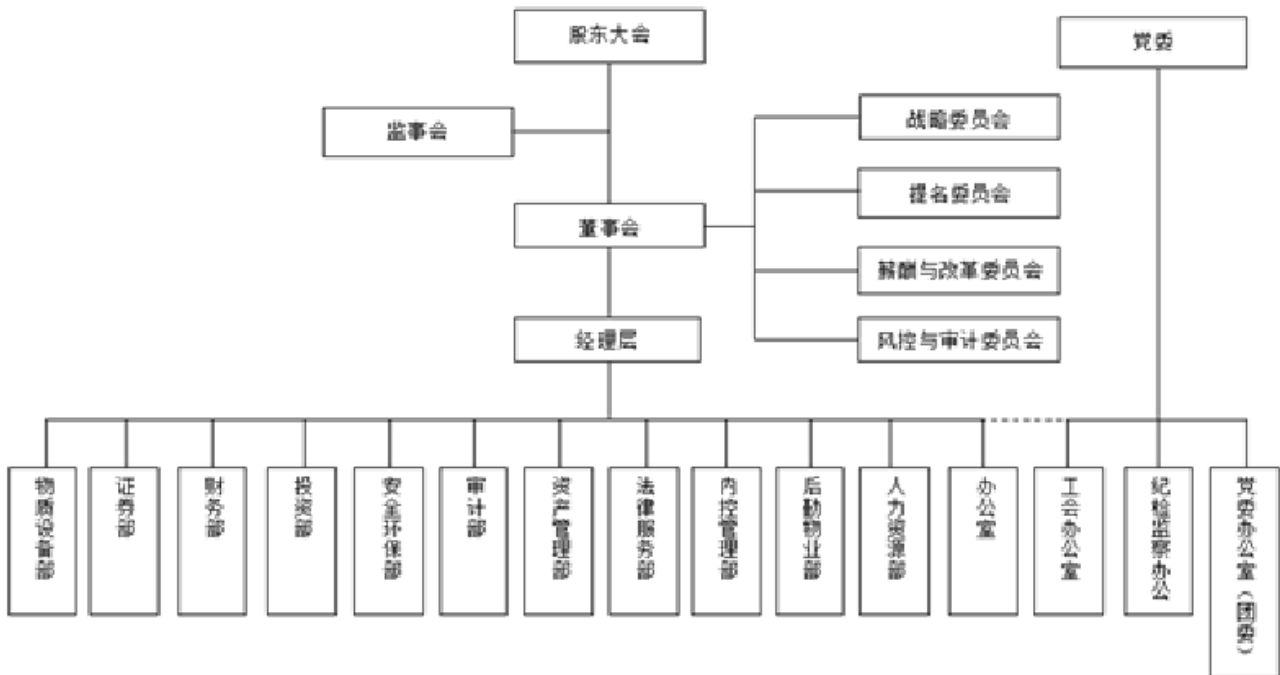 股东大会
党委
监事会
战略委员会
提名委员会
董事会
薪酬与改革委员会
经理层
风控与审计委员会
物质设备部
证券部
财务部
投资部
安全环保部
审计部
资产管理部
法律服务部
内控管理部
后勤物业部
人力资源部
办公室
工会办公室
纪检监察办公
党委办公室（团委）